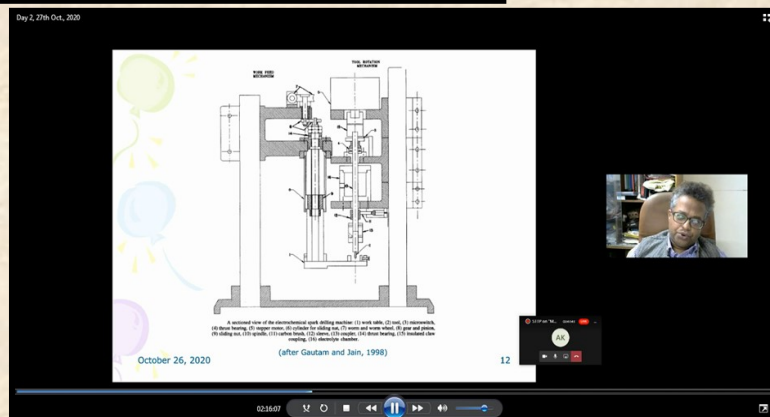 Day 2, 27th Oct., 2020
WORK FEED
MECHANISM
TOOL ROTATION
MECHANISM
A sectioned view of the electrochemical spark drilling machine: (1) work table, (2) tool, (3) microswitch,
(4) thrust bearing, (5) stepper motor, (6) cylinder for sliding nut, (7) worm and worm wheel, (8) gear and pinion,
(9) sliding nut, (10) spindle, (11) carbon brush, (12) sleeve, (13) coupler, (14) thrust bearing, (15) insulated claw
coupling, (16) electrolyte chamber.
(after Gautam and Jain, 1998)
October 26, 2020
12
AK
02:16:07